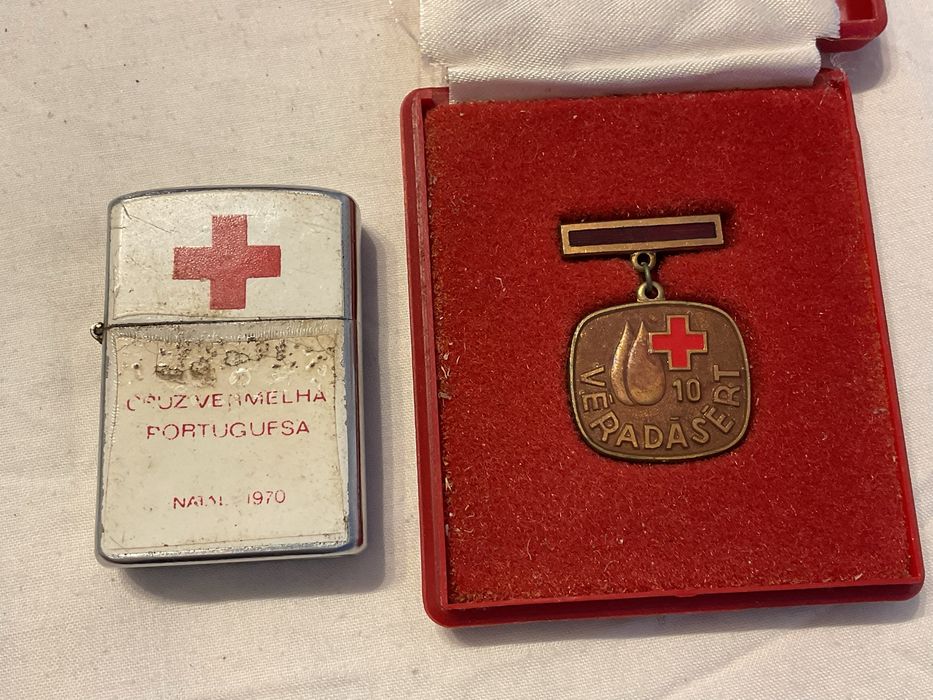 CRUZ VERMELHA
PORTUGUESA
NATAL 1970
10
VÉRADÁSÉRT